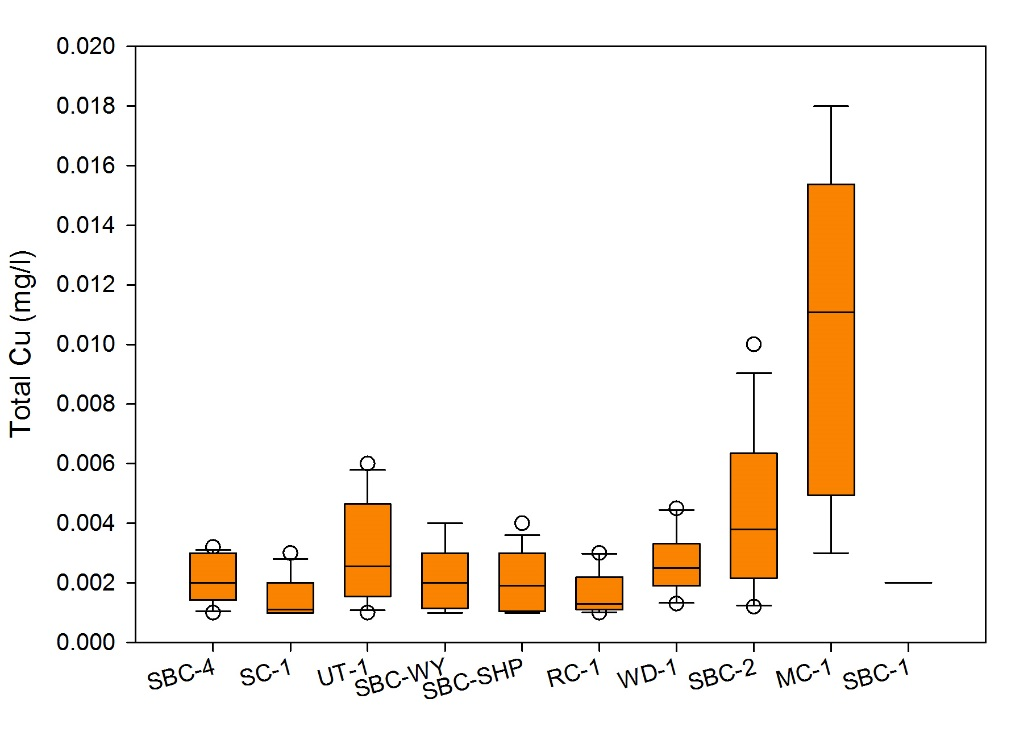 0.020
0.018
0.016
0.014
0.012
0.010
0.008
0.006
0.004
0.002
0.000
Total Cu (mg/l)
SBC-4
SC-1
UT-1
SBC-WY
SBC-SHP
RC-1
WD-1
SBC-2
MC-1
SBC-1